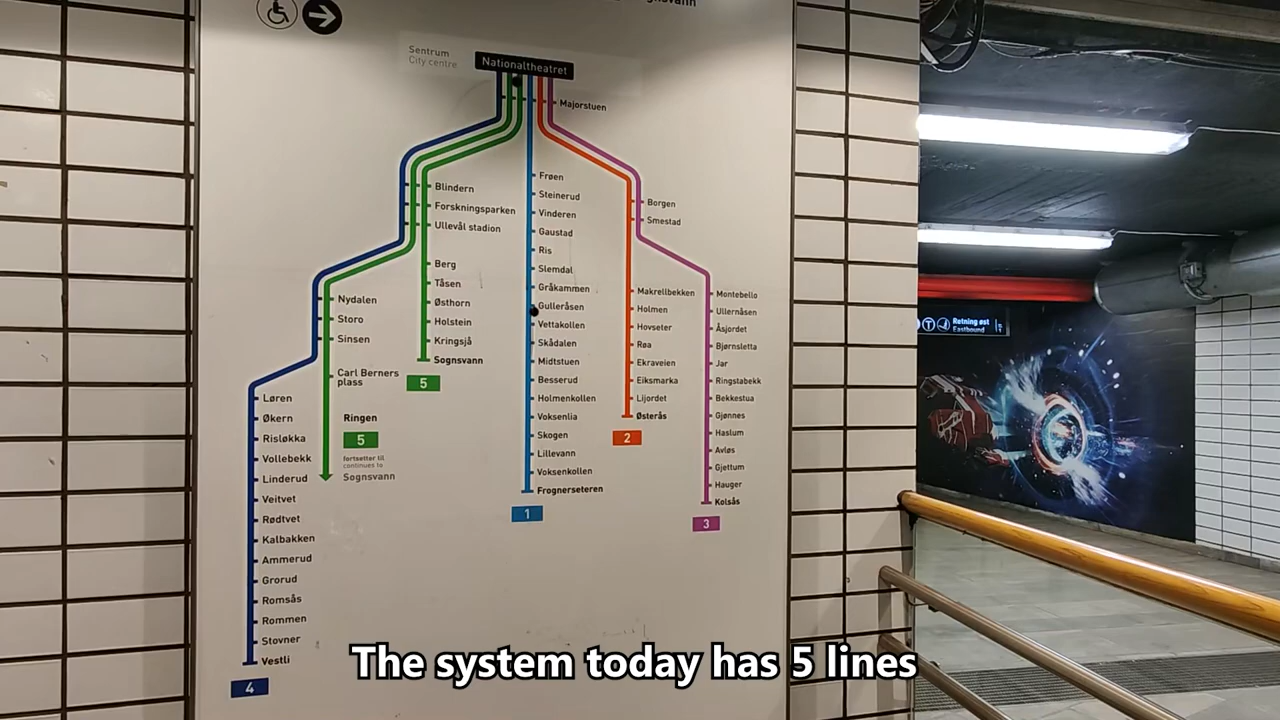 Sognsvann
Sentrum
City centre
Nationaltheatret
Majorstuen
Blindern
Forskningsparken
Ullevål stadion
Berg
Tåsen
Østhorn
Holstein
Kringsjå
Sognsvann
5
Nydalen
Storo
Sinsen
Carl Berners
plass
Ringen
5
fortsetter til
continues to
Sognsvann
Løren
Økern
Risløkka
Vollebekk
Linderud
Veitvet
Rødtvet
Kalbakken
Ammerud
Grorud
Romsås
Rommen
Stovner
Vestli
4
Frøen
Steinerud
Vinderen
Gaustad
Ris
Slemdal
Gråkammen
Gulleråsen
Vettakollen
Skådalen
Midtstuen
Besserud
Holmenkollen
Voksenlia
Skogen
Lillevann
Voksenkollen
Frognerseteren
1
Borgen
Smestad
Makrellbekken
Holmen
Hovseter
Røa
Ekraveien
Eiksmarka
Lijordet
Østerås
2
Montebello
Ullernåsen
Åsjordet
Bjørnsletta
Jar
Ringstabekk
Bekkestua
Gjønnes
Haslum
Avløs
Gjettum
Hauger
Kolsås
3
T
Retning øst
Eastbound
The system today has 5 lines